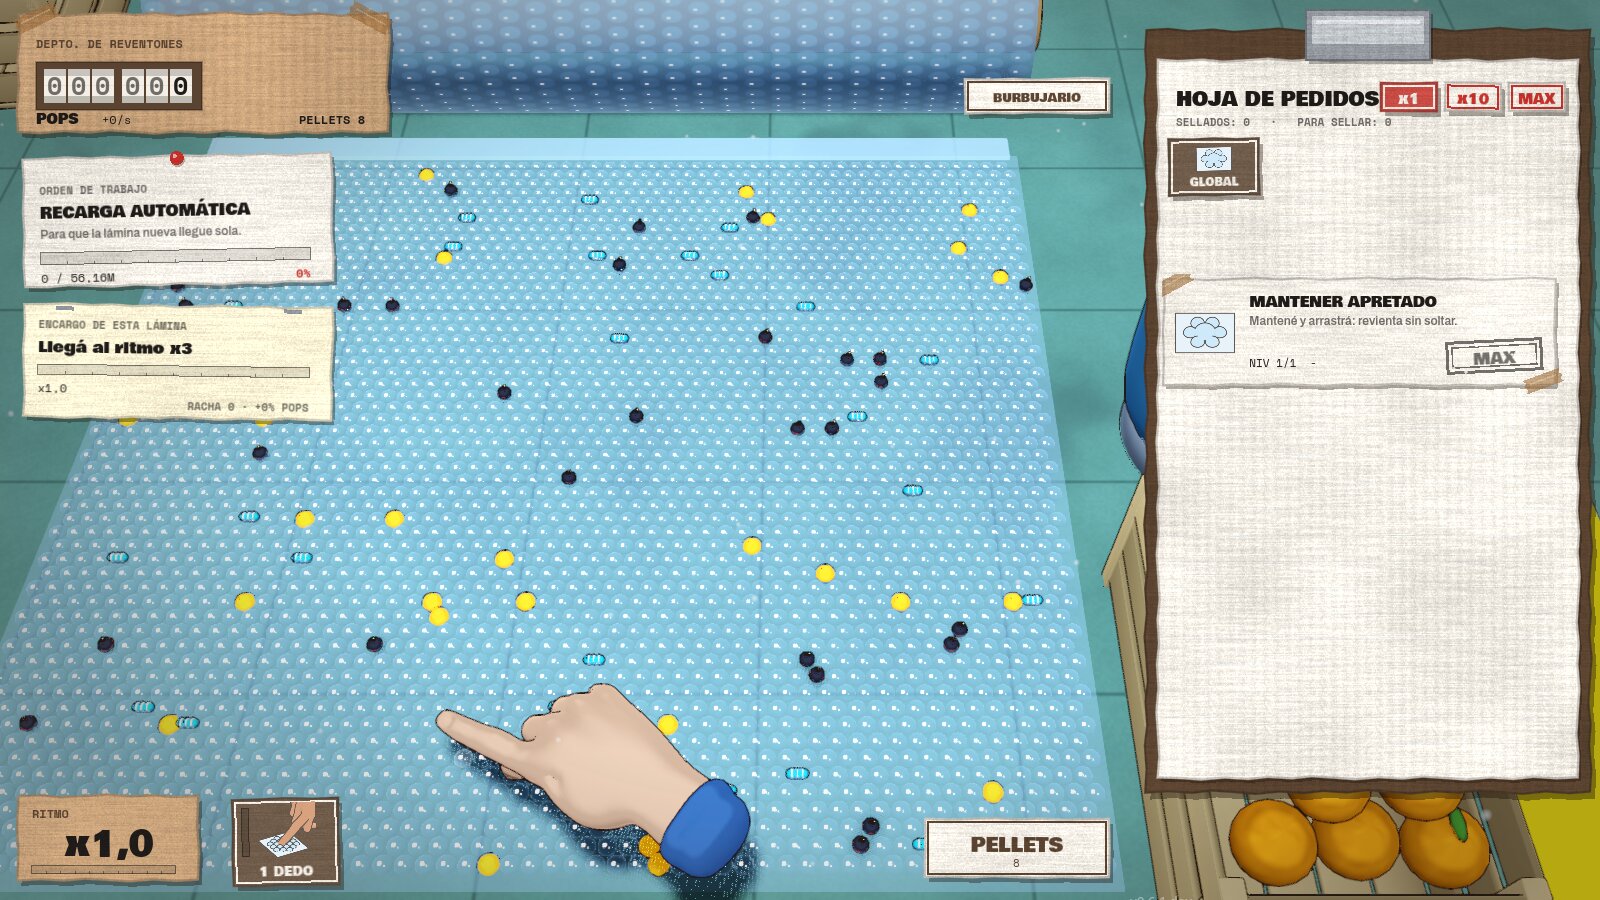 DEPTO. DE REVENTONES
000 000
POPS +0/s PELLETS 8
ORDEN DE TRABAJO
RECARGA AUTOMÁTICA
Para que la lámina nueva llegue sola.
0 / 56.16M 0%
ENCARGO DE ESTA LÁMINA
Llegá al ritmo x3
x1,0
RACHA 0 · +0% POPS
RITMO
x1,0
1 DEDO
BURBUJARIO
PELLETS
8
HOJA DE PEDIDOS x1 x10 MAX
SELLADOS: 0 · PARA SELLAR: 0
GLOBAL
MANTENER APRETADO
Mantené y arrastrá: revienta sin soltar.
NIV 1/1 -
MAX